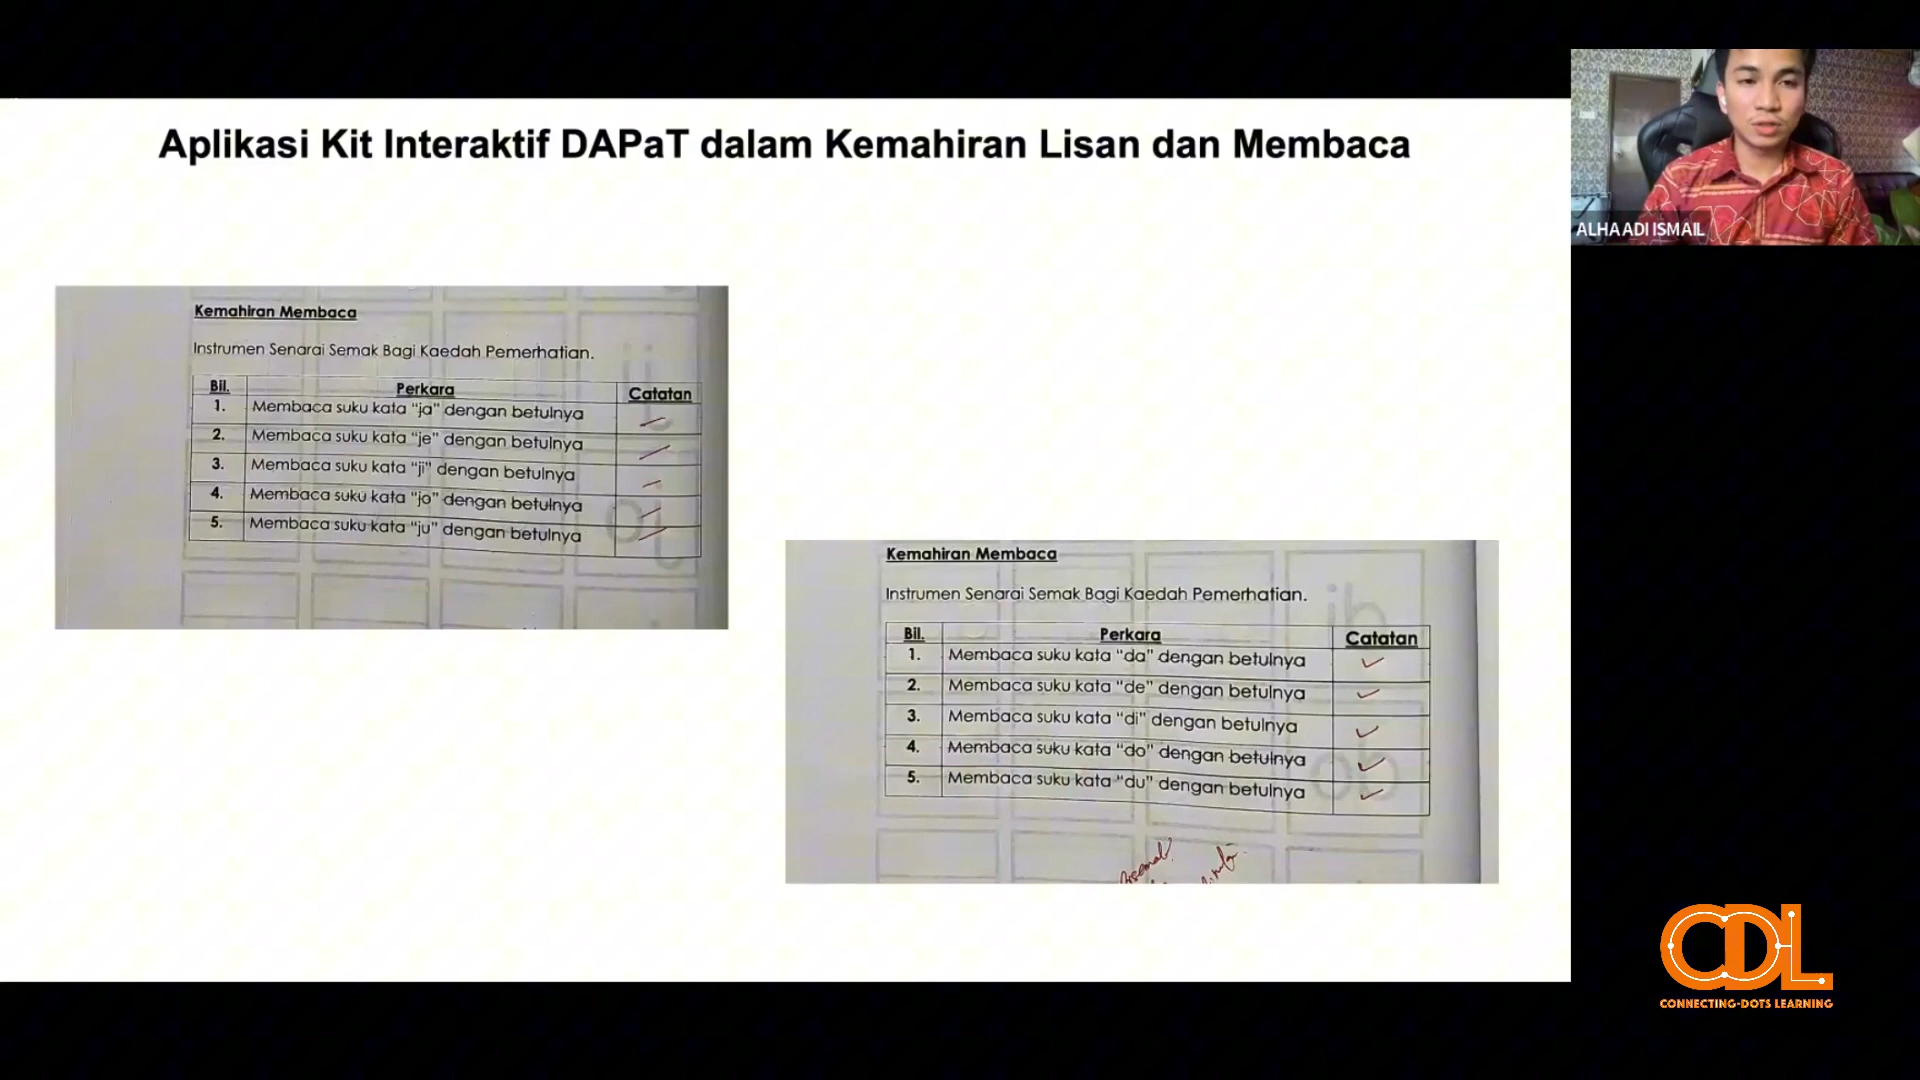 Aplikasi Kit Interaktif DAPaT dalam Kemahiran Lisan dan Membaca
ALHAADI ISMAIL
Kemahiran Membaca
Instrumen Senarai Semak Bagi Kaedah Pemerhatian.
Bil. Perkara Catatan
1. Membaca suku kata "ja" dengan betulnya
2. Membaca suku kata "je" dengan betulnya
3. Membaca suku kata "ji" dengan betulnya
4. Membaca suku kata "jo" dengan betulnya
5. Membaca suku kata "ju" dengan betulnya
Kemahiran Membaca
Instrumen Senarai Semak Bagi Kaedah Pemerhatian.
Bil. Perkara Catatan
1. Membaca suku kata "da" dengan betulnya ✓
2. Membaca suku kata "de" dengan betulnya ✓
3. Membaca suku kata "di" dengan betulnya ✓
4. Membaca suku kata "do" dengan betulnya ✓
5. Membaca suku kata "du" dengan betulnya ✓
CDL
CONNECTING-DOTS LEARNING